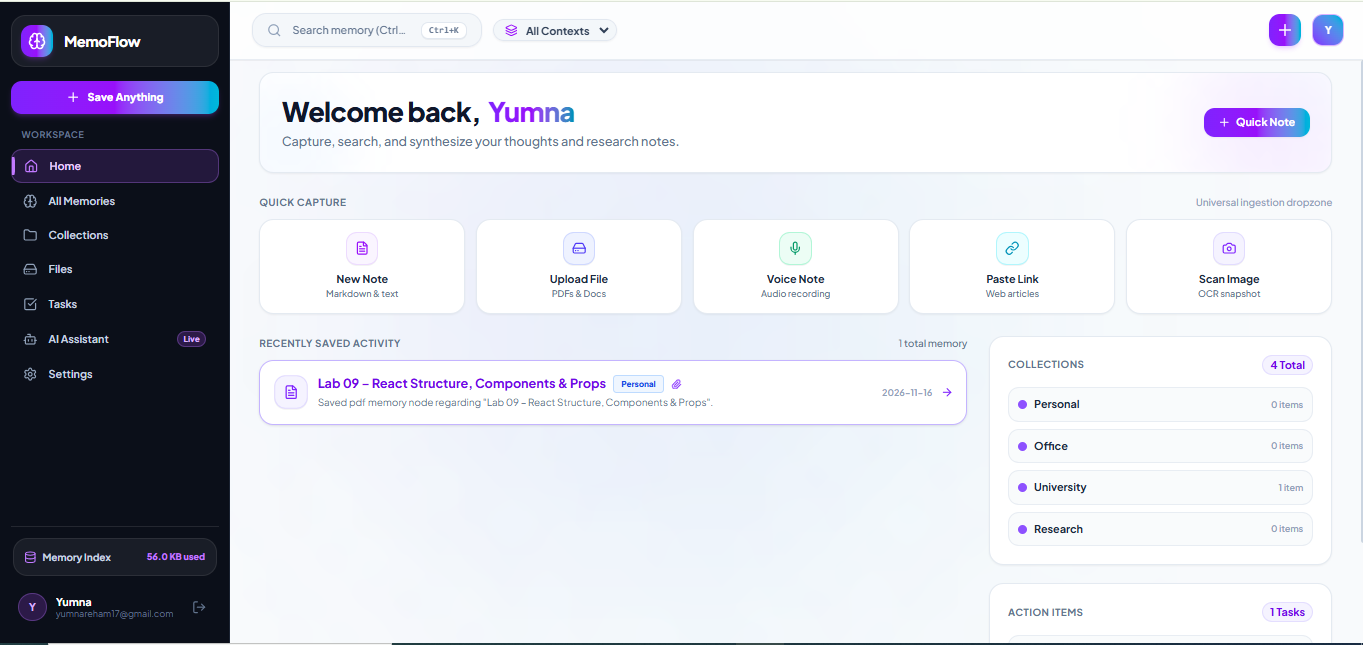 MemoFlow
Save Anything
WORKSPACE
Home
All Memories
Collections
Files
Tasks
AI Assistant Live
Settings
Memory Index 56.0 KB used
Y
Yumna
yumnareham17@gmail.com
Search memory (Ctrl... Ctrl+K
All Contexts
Y
Welcome back, Yumna
Capture, search, and synthesize your thoughts and research notes.
+ Quick Note
QUICK CAPTURE
Universal ingestion dropzone
New Note
Markdown & text
Upload File
PDFs & Docs
Voice Note
Audio recording
Paste Link
Web articles
Scan Image
OCR snapshot
RECENTLY SAVED ACTIVITY
1 total memory
Lab 09 – React Structure, Components & Props Personal
Saved pdf memory node regarding "Lab 09 – React Structure, Components & Props".
2026-11-16
COLLECTIONS 4 Total
Personal 0 items
Office 0 items
University 1 item
Research 0 items
ACTION ITEMS 1 Tasks